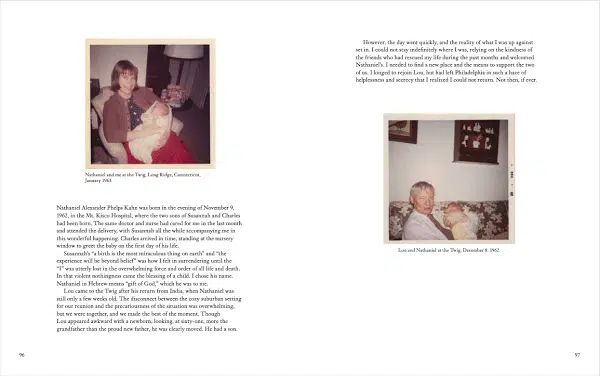 Nathaniel and me at the Twig, Long Ridge, Connecticut,
January 1963
Nathaniel Alexander Phelps Kahn was born in the evening of November 9,
1962, in the Mt. Kisco Hospital, where the two sons of Susannah and Charles
had been born. The same doctor and nurse had cared for me in the last month
and attended the delivery, with Susannah all the while accompanying me in
this wonderful happening. Charles arrived in time, standing at the nursery
window to greet the baby on the first day of his life.
Susannah's “a birth is the most miraculous thing on earth” and “the
experience will be beyond belief” was how I felt in surrendering until the
“I” was utterly lost in the overwhelming force and order of all life and death.
In that violent nothingness came the blessing of a child. I chose his name.
Nathaniel in Hebrew means “gift of God,” which he was to me.
Lou came to the Twig after his return from India, when Nathaniel was
still only a few weeks old. The disconnect between the cozy suburban setting
for our reunion and the precariousness of the situation was overwhelming,
but we were together, and we made the best of the moment. Though
Lou appeared awkward with a newborn, looking, at sixty-one, more the
grandfather than the proud new father, he was clearly moved. He had a son.
96
However, the day went quickly, and the reality of what I was up against
set in. I could not stay indefinitely where I was, relying on the kindness of
the friends who had rescued my life during the past months and welcomed
Nathaniel's. I needed to find a new place and the means to support the two
of us. I longed to rejoin Lou, but had left Philadelphia in such a haze of
helplessness and secrecy that I realized I could not return. Not then, if ever.
Lou and Nathaniel at the Twig, December 8, 1962
97